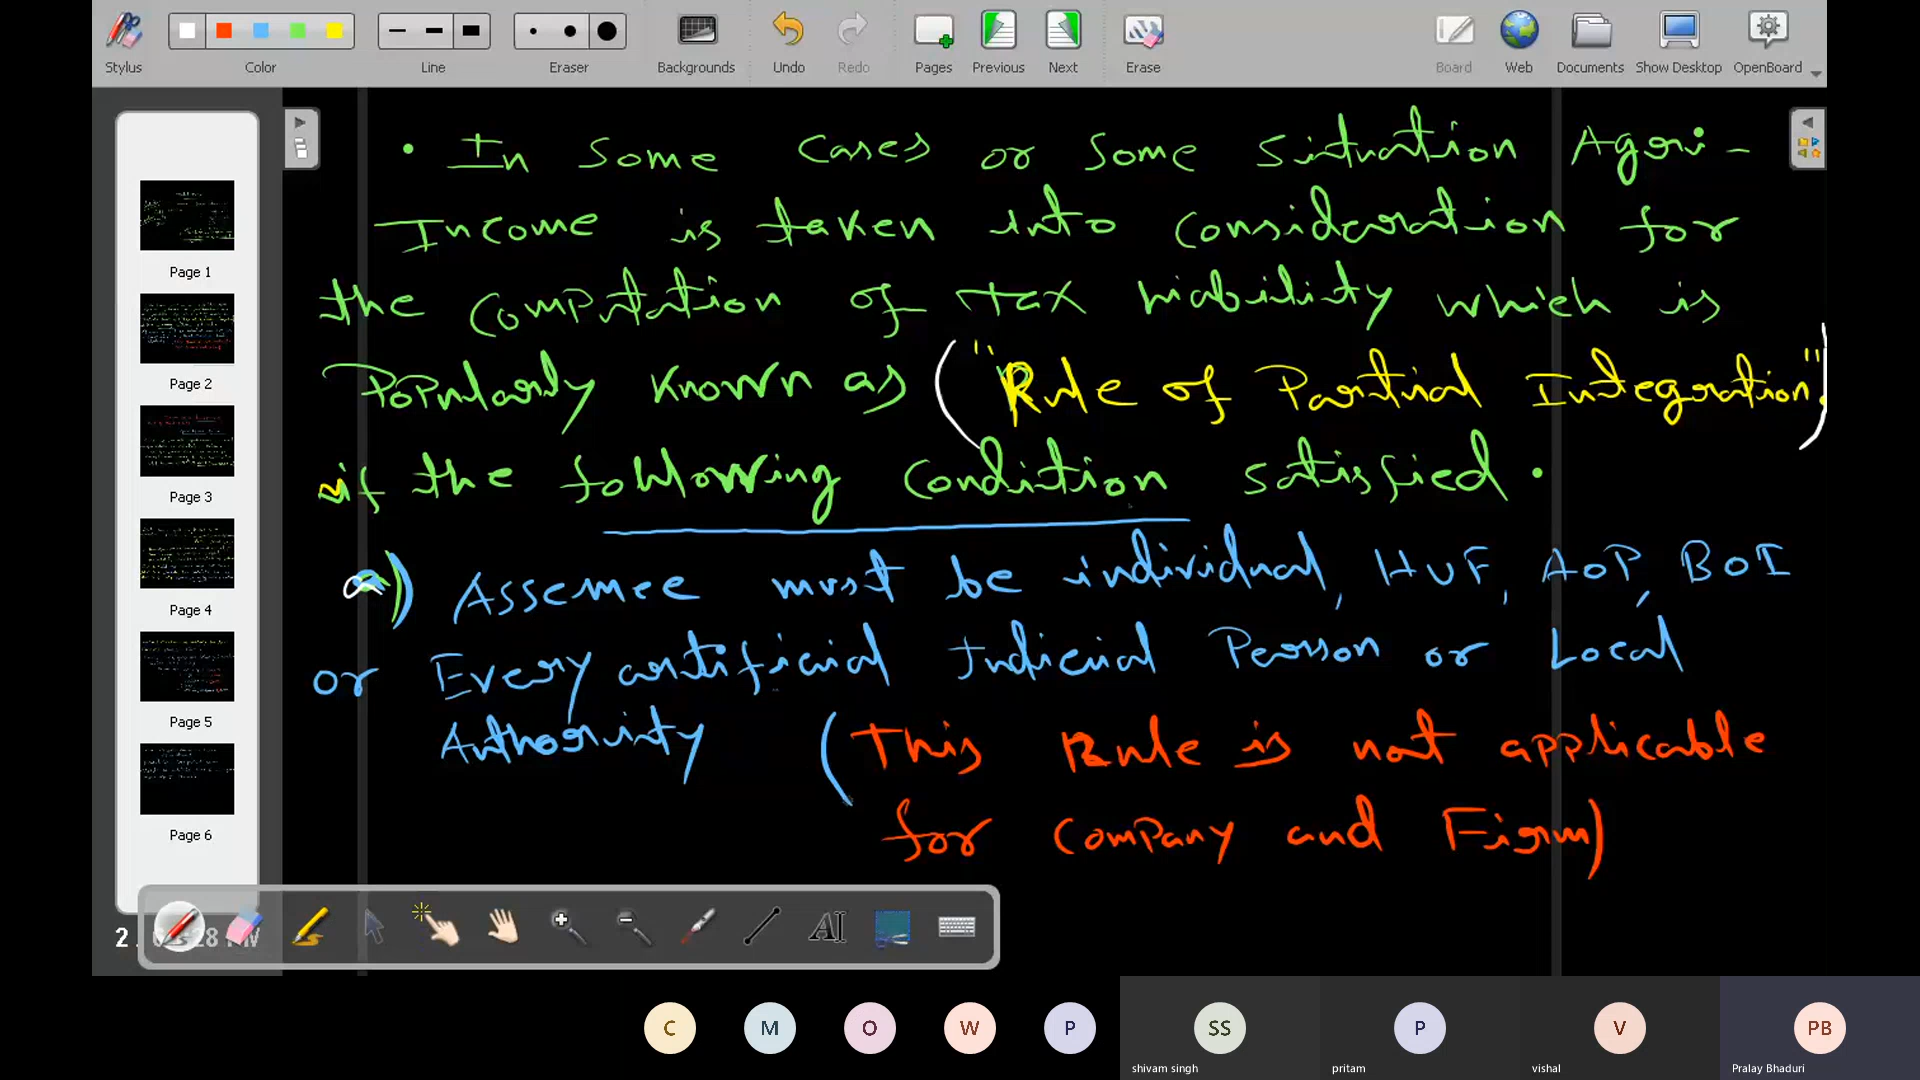 Stylus
Color
Line
Eraser
Backgrounds
Undo
Redo
Pages
Previous
Next
Erase
Board
Web
Documents
Show Desktop
OpenBoard
Page 1
Page 2
Page 3
Page 4
Page 5
Page 6
• In some cases or some situation Agri -
Income is taken into consideration for
the computation of tax liability which is
Popularly known as ("Rule of Partial Integration")
if the following condition satisfied .
a) Assessee must be individual, HUF, AOP, BOI
or Every artificial Judicial Person or Local
Authority (This Rule is not applicable
for company and Firm)
AI
C
M
O
W
P
SS
shivam singh
P
pritam
V
vishal
PB
Pralay Bhaduri